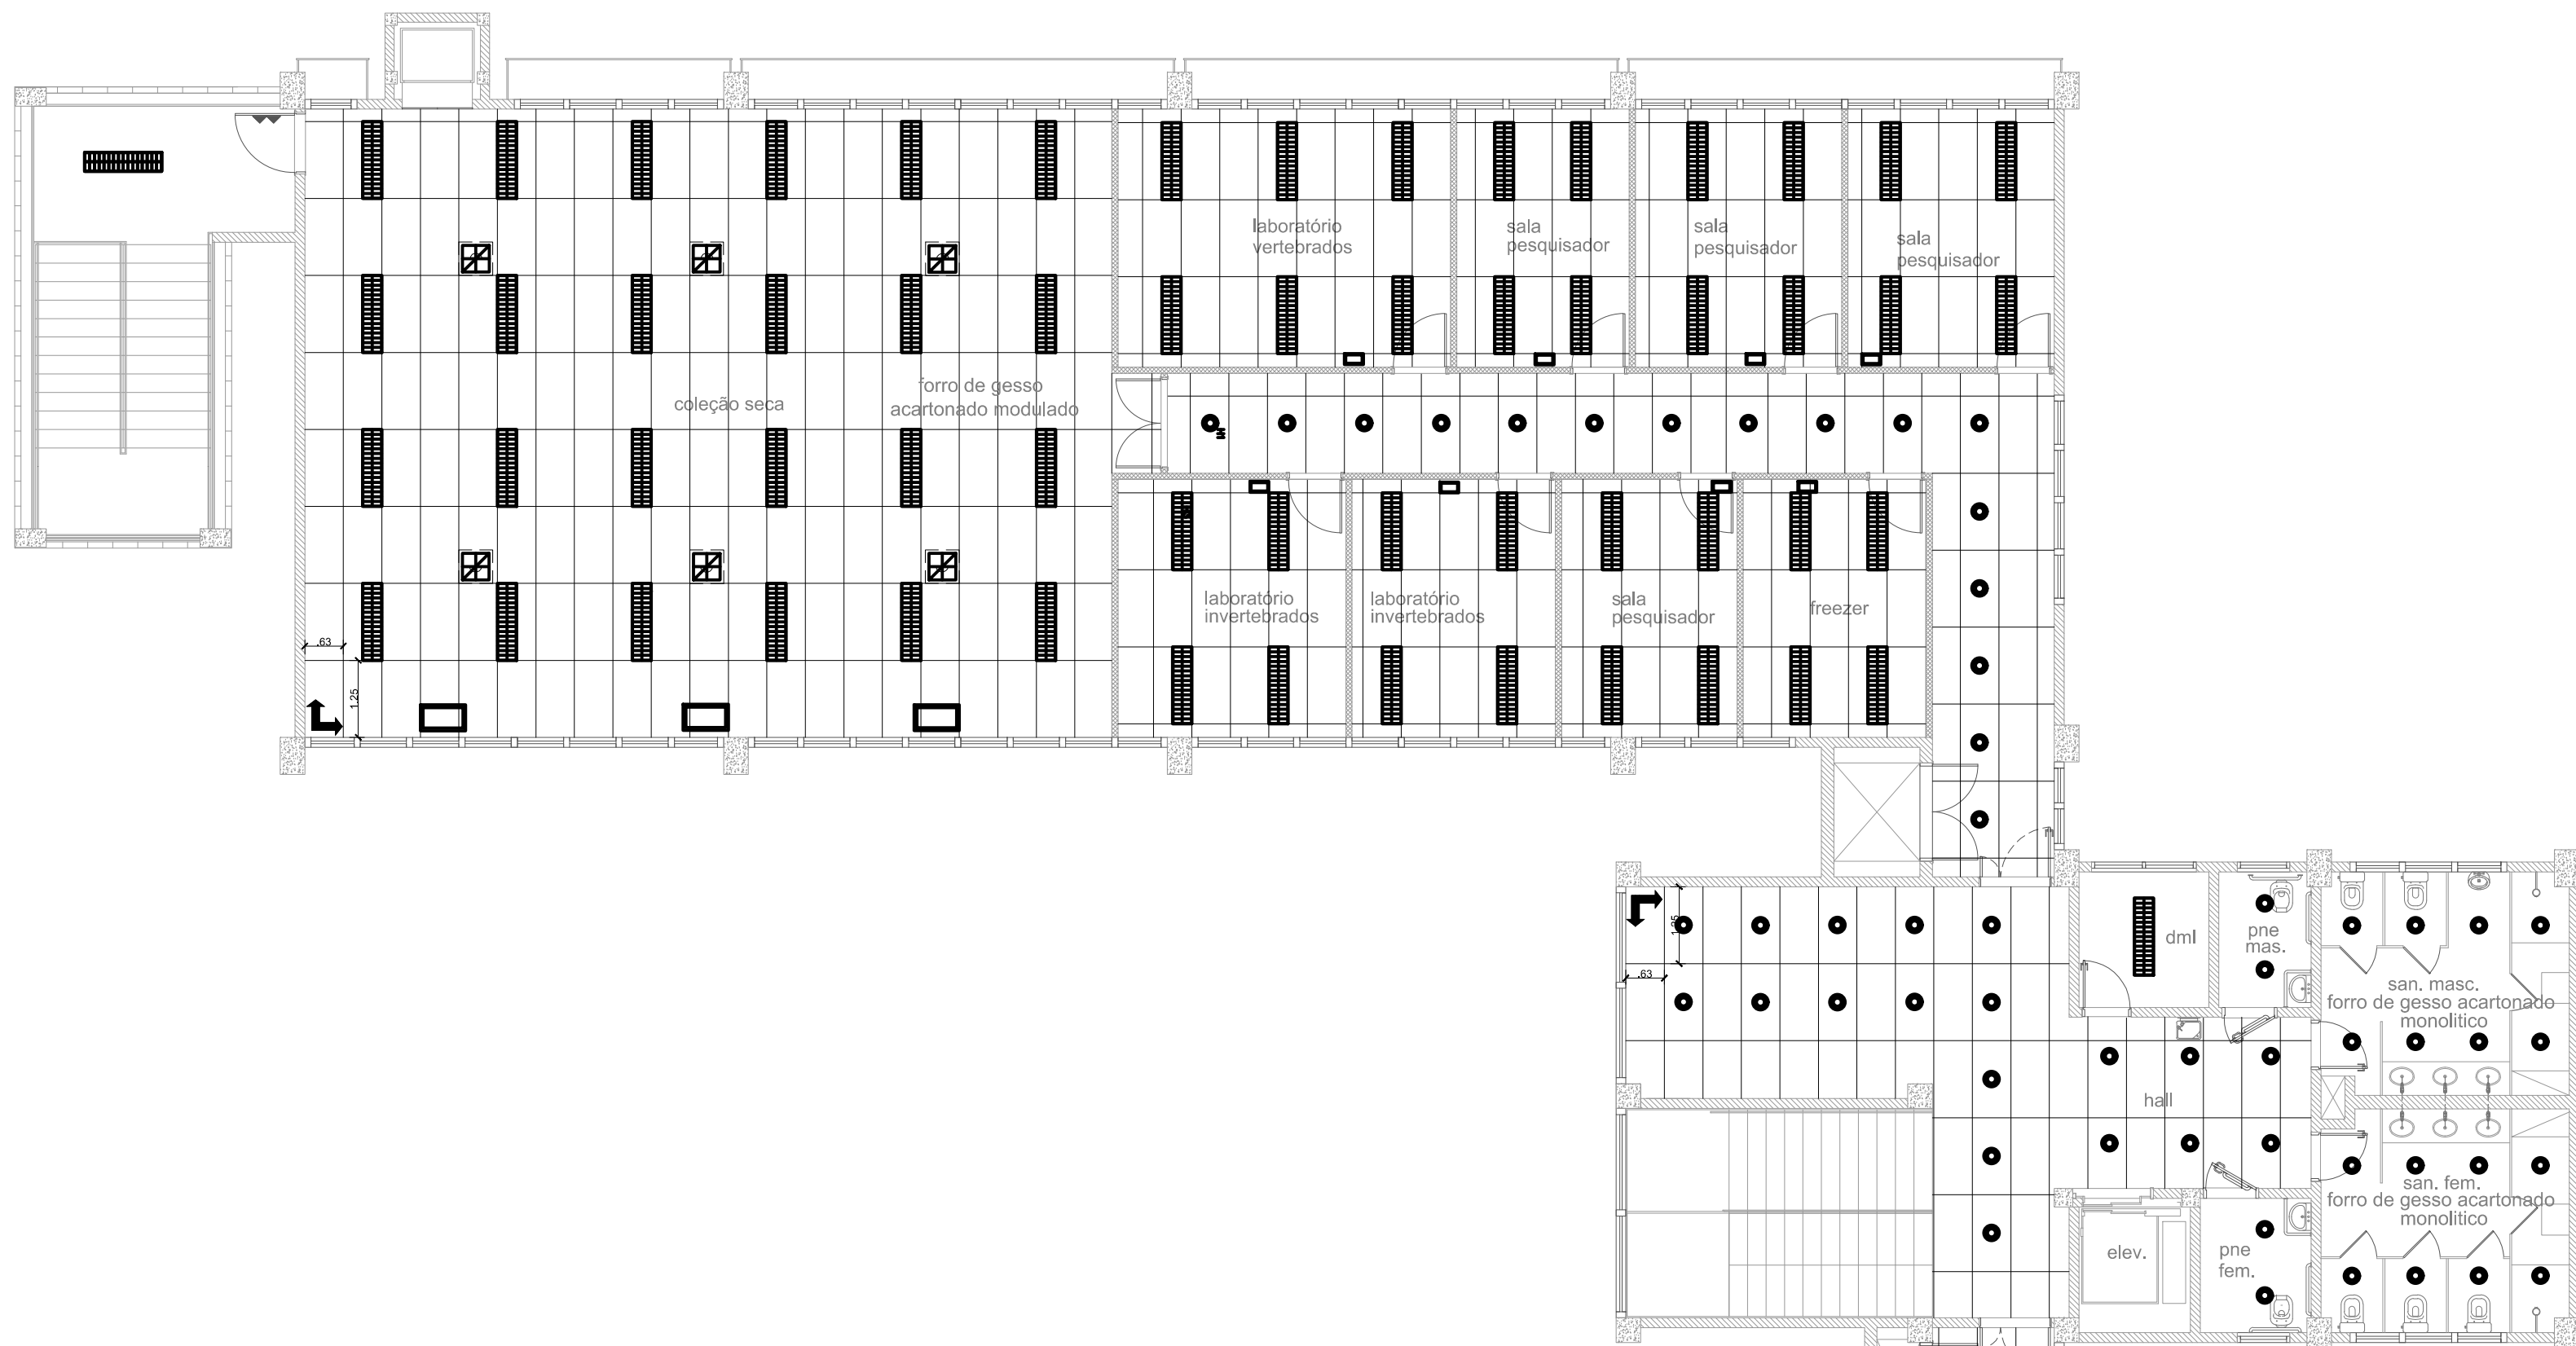 laboratório
vertebrados
sala
pesquisador
sala
pesquisador
sala
pesquisador
forro de gesso
acartonado modulado
coleção seca
laboratório
invertebrados
laboratório
invertebrados
sala
pesquisador
freezer
.63
1.25
1.25
.63
dml
pne
mas.
san. masc.
forro de gesso acartonado
monolitico
hall
san. fem.
forro de gesso acartonado
monolitico
elev.
pne
fem.